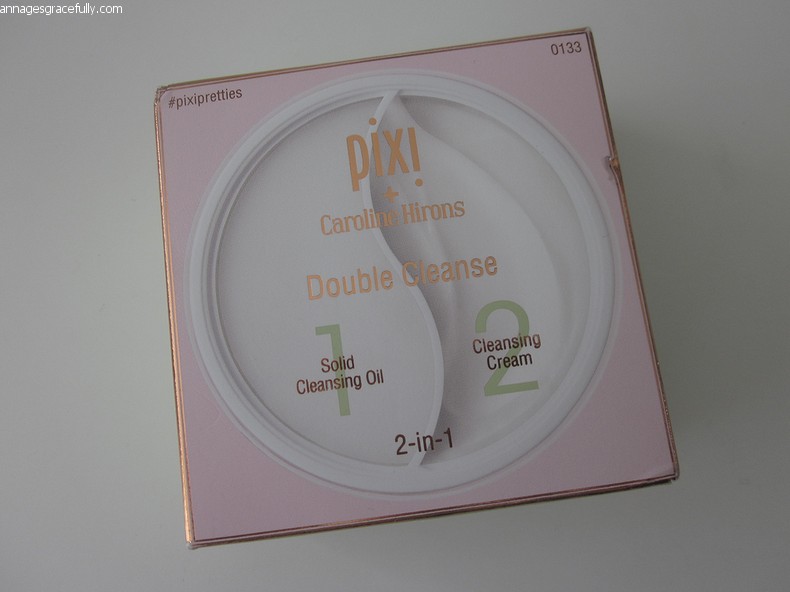 annagesgracefully.com
#pixipretties
0133
pixi
+
Caroline Hirons
Double Cleanse
1
Solid
Cleansing Oil
2
Cleansing
Cream
2-in-1